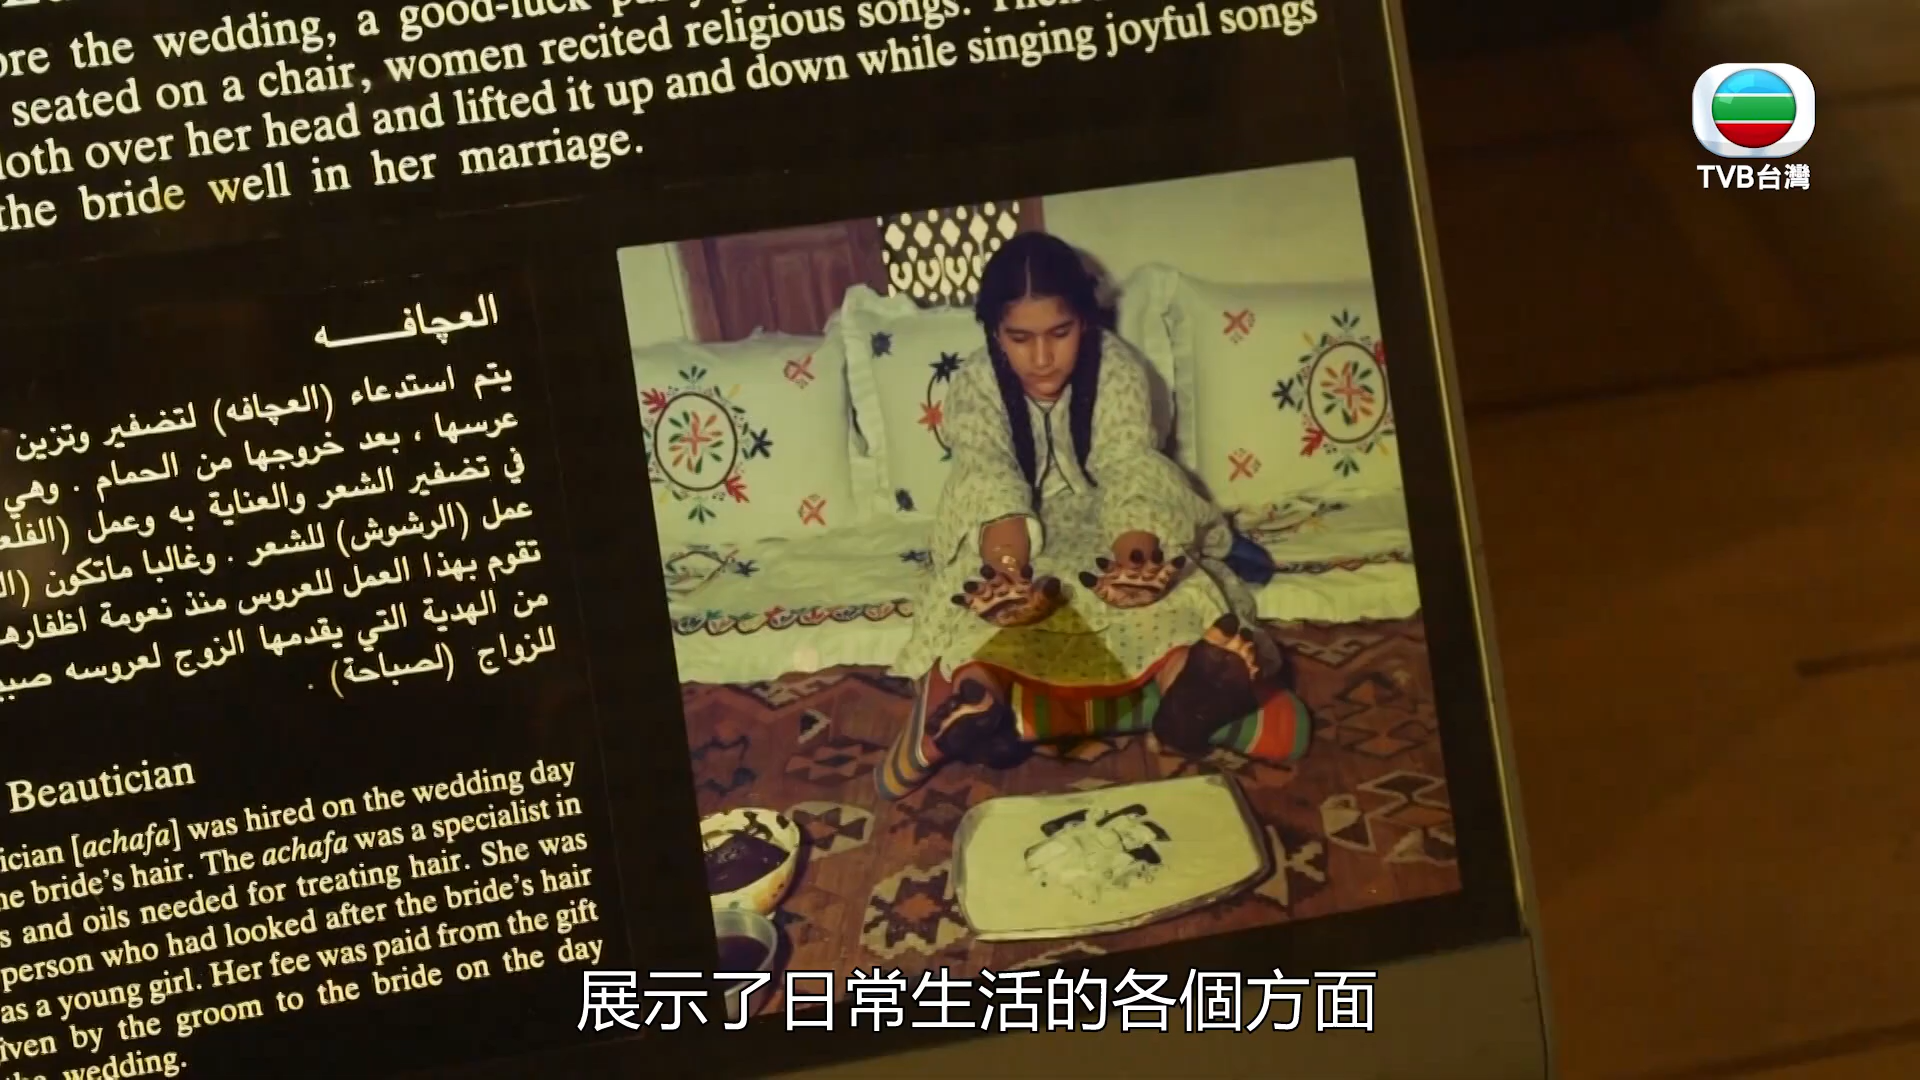 ore the wedding, a good-luck
seated on a chair, women recited religious songs.
loth over her head and lifted it up and down while singing joyful songs
the bride well in her marriage.
TVB台灣
العچافـــه
يتم استدعاء (العچافه) لتضفير وتزين
عرسها ، بعد خروجها من الحمام . وهي
في تضفير الشعر والعناية به وعمل
عمل (الرشوش) للشعر . وغالبا ماتكون
تقوم بهذا العمل للعروس منذ نعومة اظفارها
من الهدية التي يقدمها الزوج لعروسه
للزواج (لصباحة) .
Beautician
ician [achafa] was hired on the wedding day
he bride's hair. The achafa was a specialist in
s and oils needed for treating hair. She was
person who had looked after the bride's hair
as a young girl. Her fee was paid from the gift
iven by the groom to the bride on the day
wedding.
展示了日常生活的各個方面